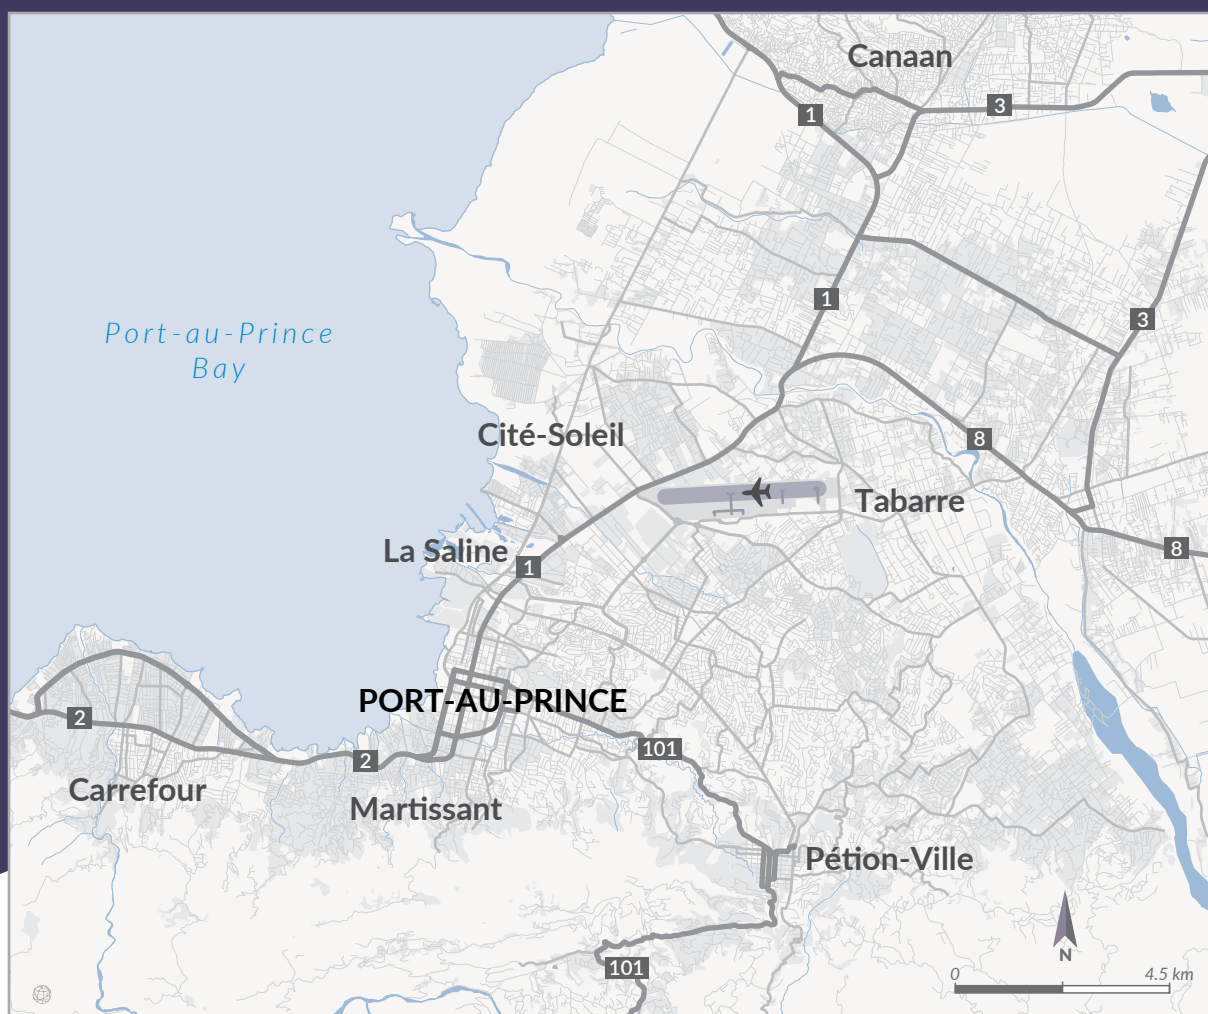 Canaan
1
3
Port-au-Prince
Bay
1
3
Cité-Soleil
8
Tabarre
La Saline
1
8
PORT-AU-PRINCE
2
101
2
Carrefour
Martissant
Pétion-Ville
N
101
0
4.5 km